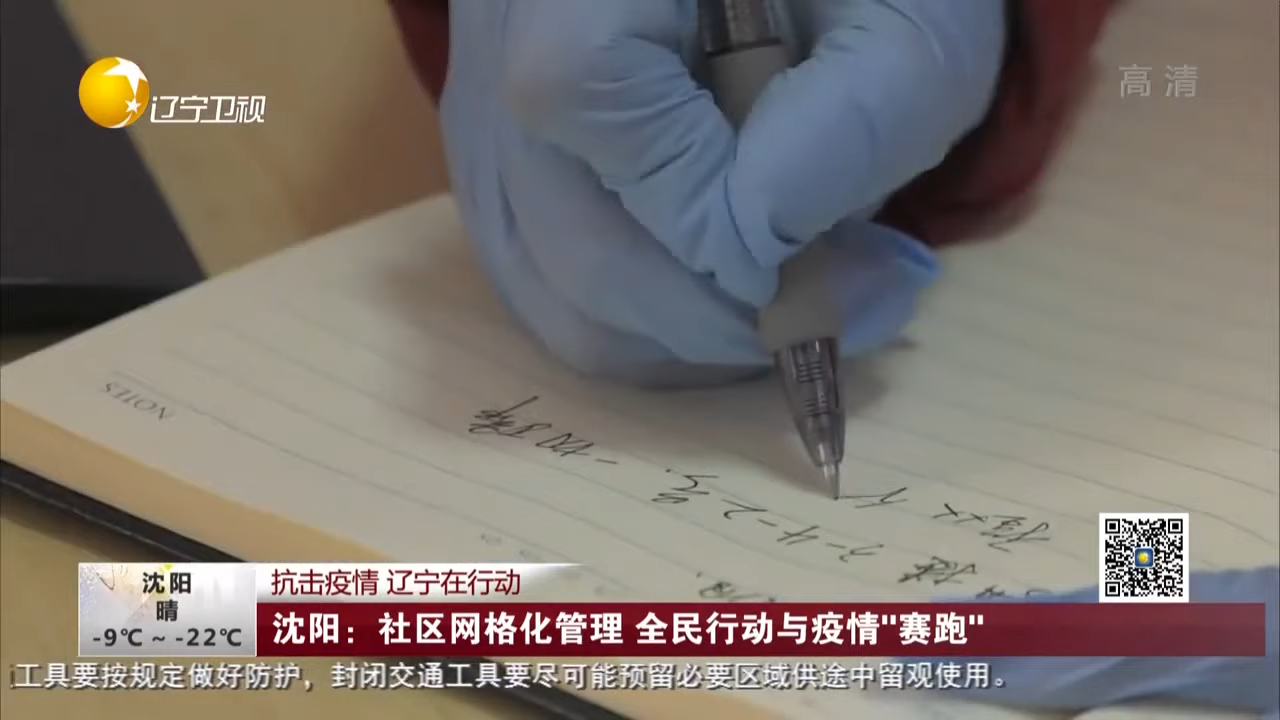 辽宁卫视
高清
NOTES
沈阳
晴
-9℃ ~ -22℃
抗击疫情 辽宁在行动
沈阳：社区网格化管理 全民行动与疫情"赛跑"
工具要按规定做好防护，封闭交通工具要尽可能预留必要区域供途中留观使用。